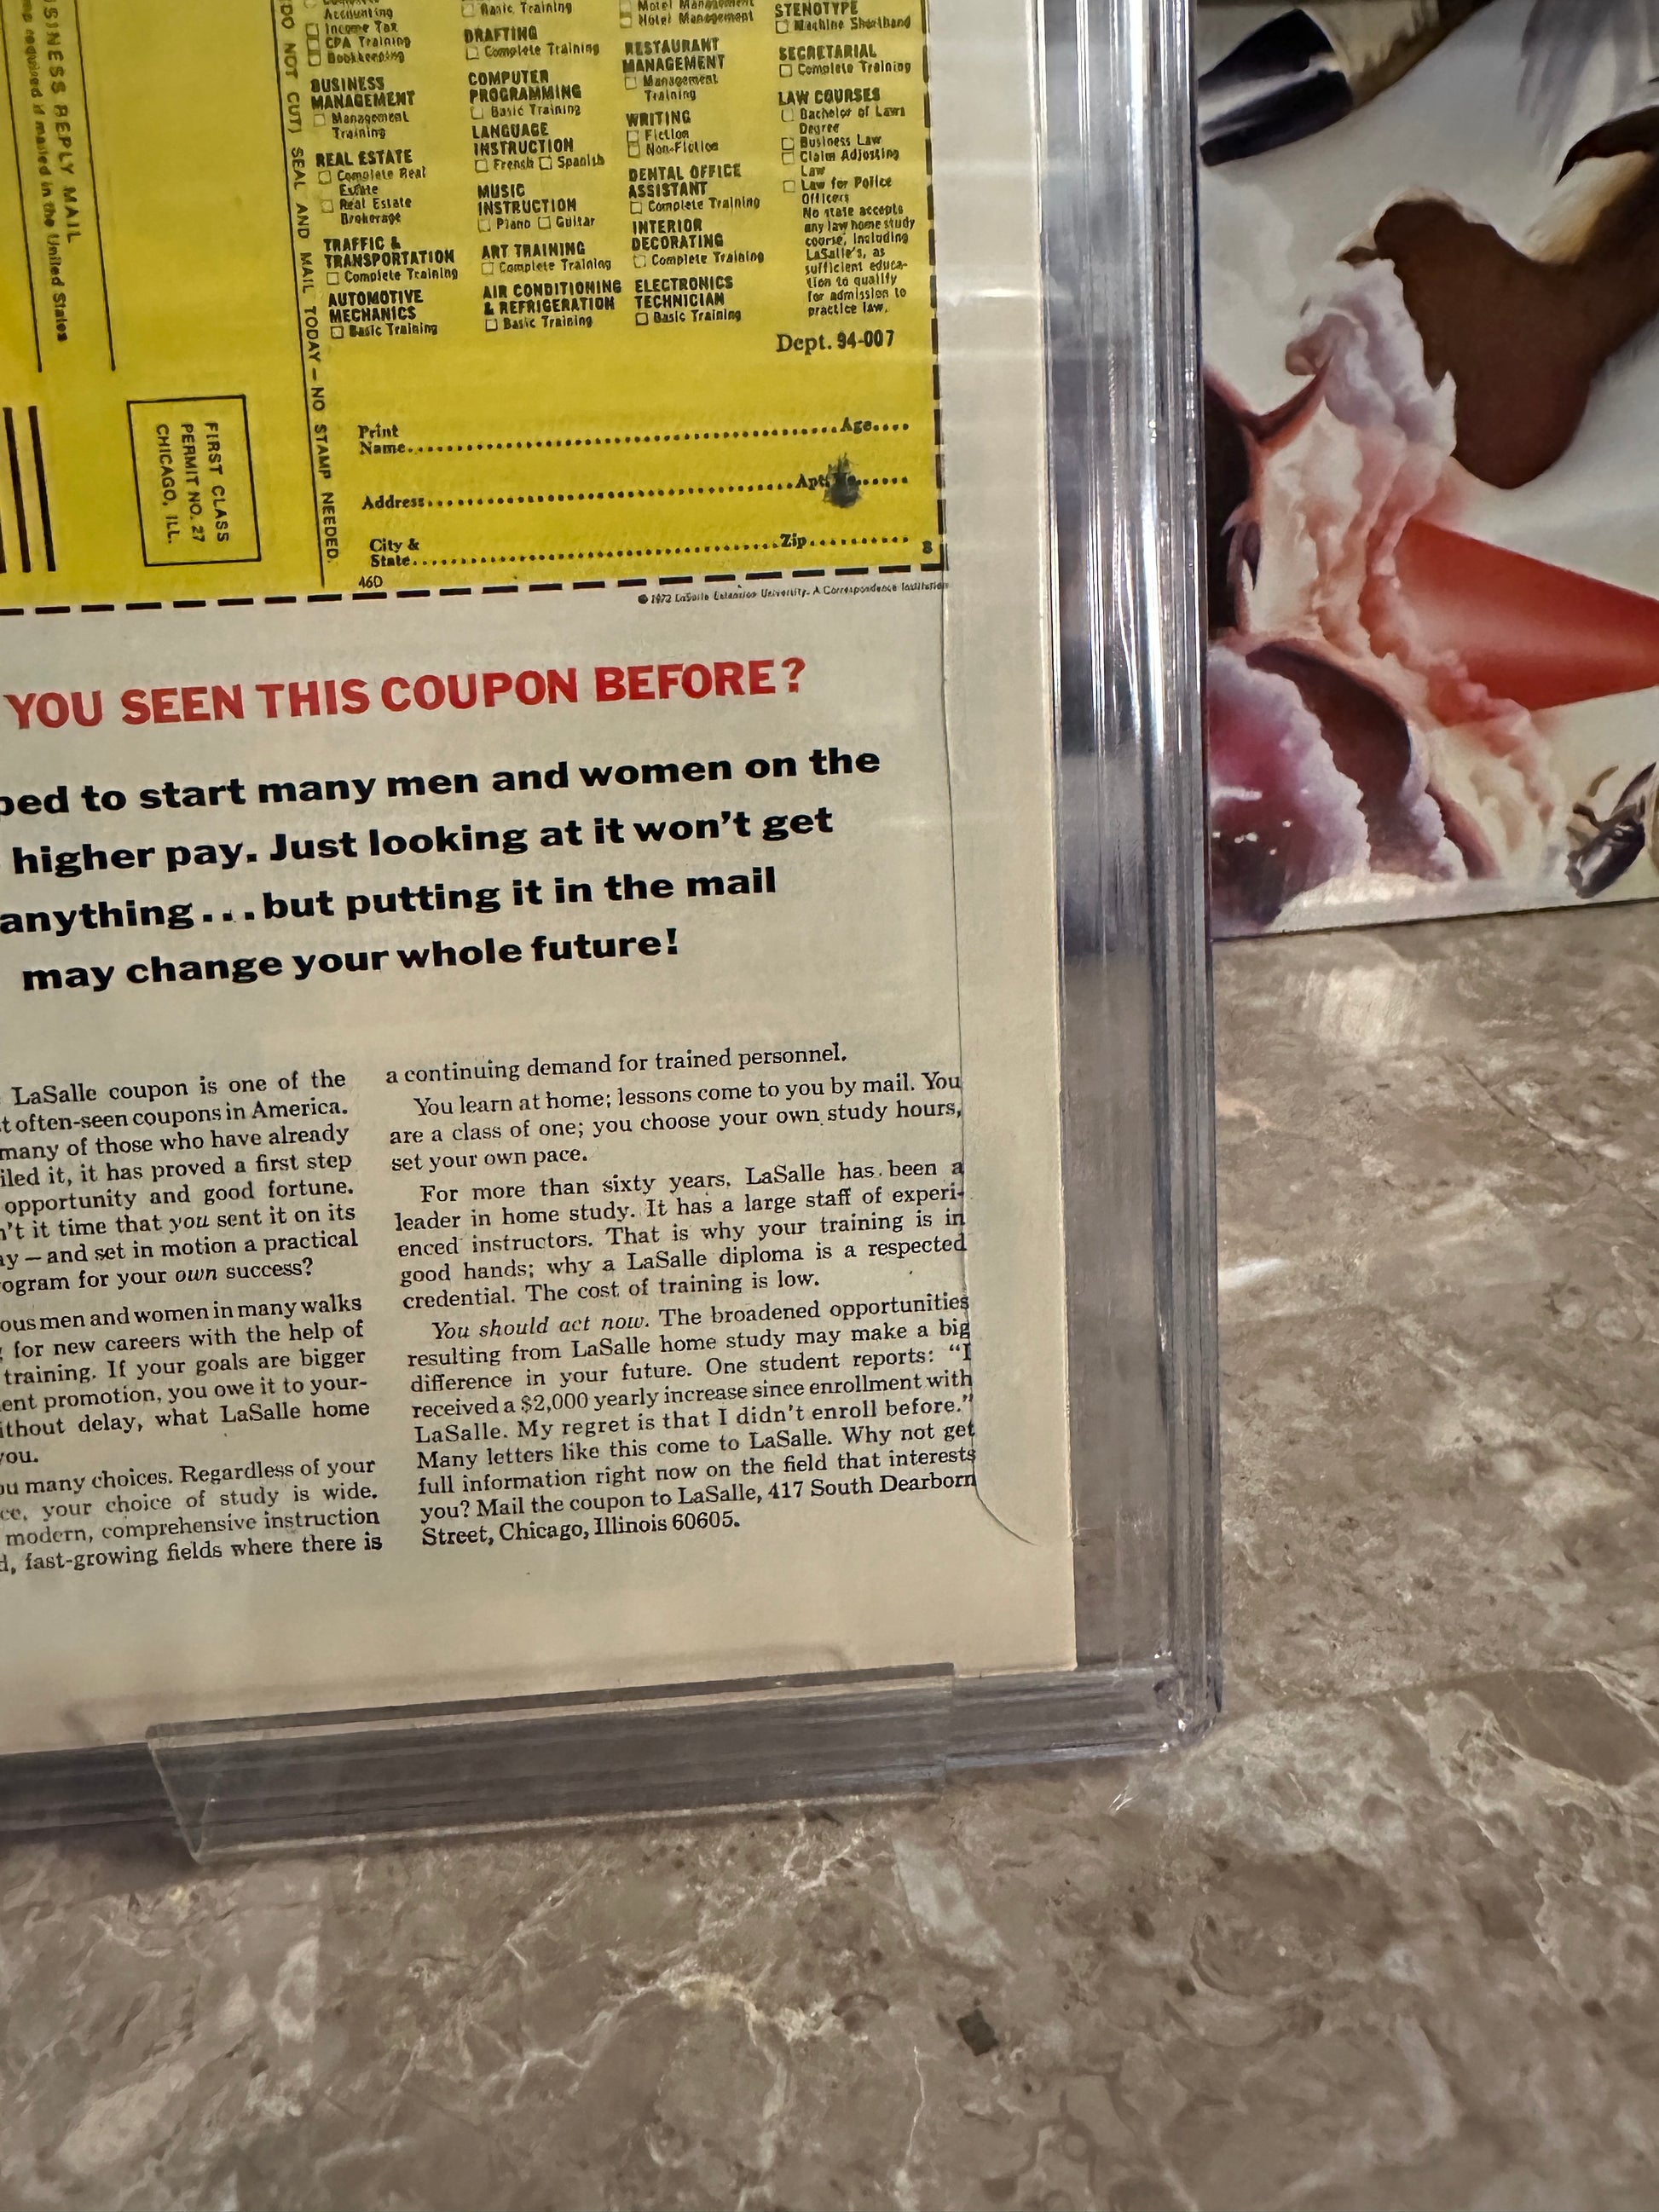 SINESS REPLY MAIL
mp required if mailed in the United States
FIRST CLASS
PERMIT NO. 27
CHICAGO, ILL.
(DO NOT CUT) SEAL AND MAIL TODAY – NO STAMP NEEDED.
Accounting
Income Tax
CPA Training
Bookkeeping
BUSINESS
MANAGEMENT
Management
Training
REAL ESTATE
Complete Real
Estate
Real Estate
Brokerage
TRAFFIC &
TRANSPORTATION
Complete Training
AUTOMOTIVE
MECHANICS
Basic Training
Basic Training
DRAFTING
Complete Training
COMPUTER
PROGRAMMING
Basic Training
LANGUAGE
INSTRUCTION
French Spanish
MUSIC
INSTRUCTION
Piano Guitar
ART TRAINING
Complete Training
AIR CONDITIONING
& REFRIGERATION
Basic Training
Motel Management
Hotel Management
RESTAURANT
MANAGEMENT
Management
Training
WRITING
Fiction
Non-Fiction
DENTAL OFFICE
ASSISTANT
Complete Training
INTERIOR
DECORATING
Complete Training
ELECTRONICS
TECHNICIAN
Basic Training
STENOTYPE
Machine Shorthand
SECRETARIAL
Complete Training
LAW COURSES
Bachelor of Laws
Degree
Business Law
Claim Adjusting
Law
Law for Police
Officers
No state accepts
any law home study
course, including
LaSalle's, as
sufficient educa-
tion to qualify
for admission to
practice law.
Dept. 94-007
Print
Name Age
Address Apt.
City &
State Zip
8
46D
© 1972 LaSalle Extension University. A Correspondence Institution
YOU SEEN THIS COUPON BEFORE?
ped to start many men and women on the
higher pay. Just looking at it won't get
anything...but putting it in the mail
may change your whole future!
LaSalle coupon is one of the
t often-seen coupons in America.
many of those who have already
iled it, it has proved a first step
opportunity and good fortune.
n't it time that you sent it on its
ay – and set in motion a practical
ogram for your own success?
ous men and women in many walks
for new careers with the help of
training. If your goals are bigger
ent promotion, you owe it to your-
ithout delay, what LaSalle home
you.
ou many choices. Regardless of your
ce, your choice of study is wide.
modern, comprehensive instruction
d, fast-growing fields where there is
a continuing demand for trained personnel.
You learn at home; lessons come to you by mail. You
are a class of one; you choose your own study hours,
set your own pace.
For more than sixty years, LaSalle has been a
leader in home study. It has a large staff of experi-
enced instructors. That is why your training is in
good hands; why a LaSalle diploma is a respected
credential. The cost of training is low.
You should act now. The broadened opportunities
resulting from LaSalle home study may make a big
difference in your future. One student reports: “I
received a $2,000 yearly increase since enrollment with
LaSalle. My regret is that I didn't enroll before.”
Many letters like this come to LaSalle. Why not get
full information right now on the field that interests
you? Mail the coupon to LaSalle, 417 South Dearborn
Street, Chicago, Illinois 60605.